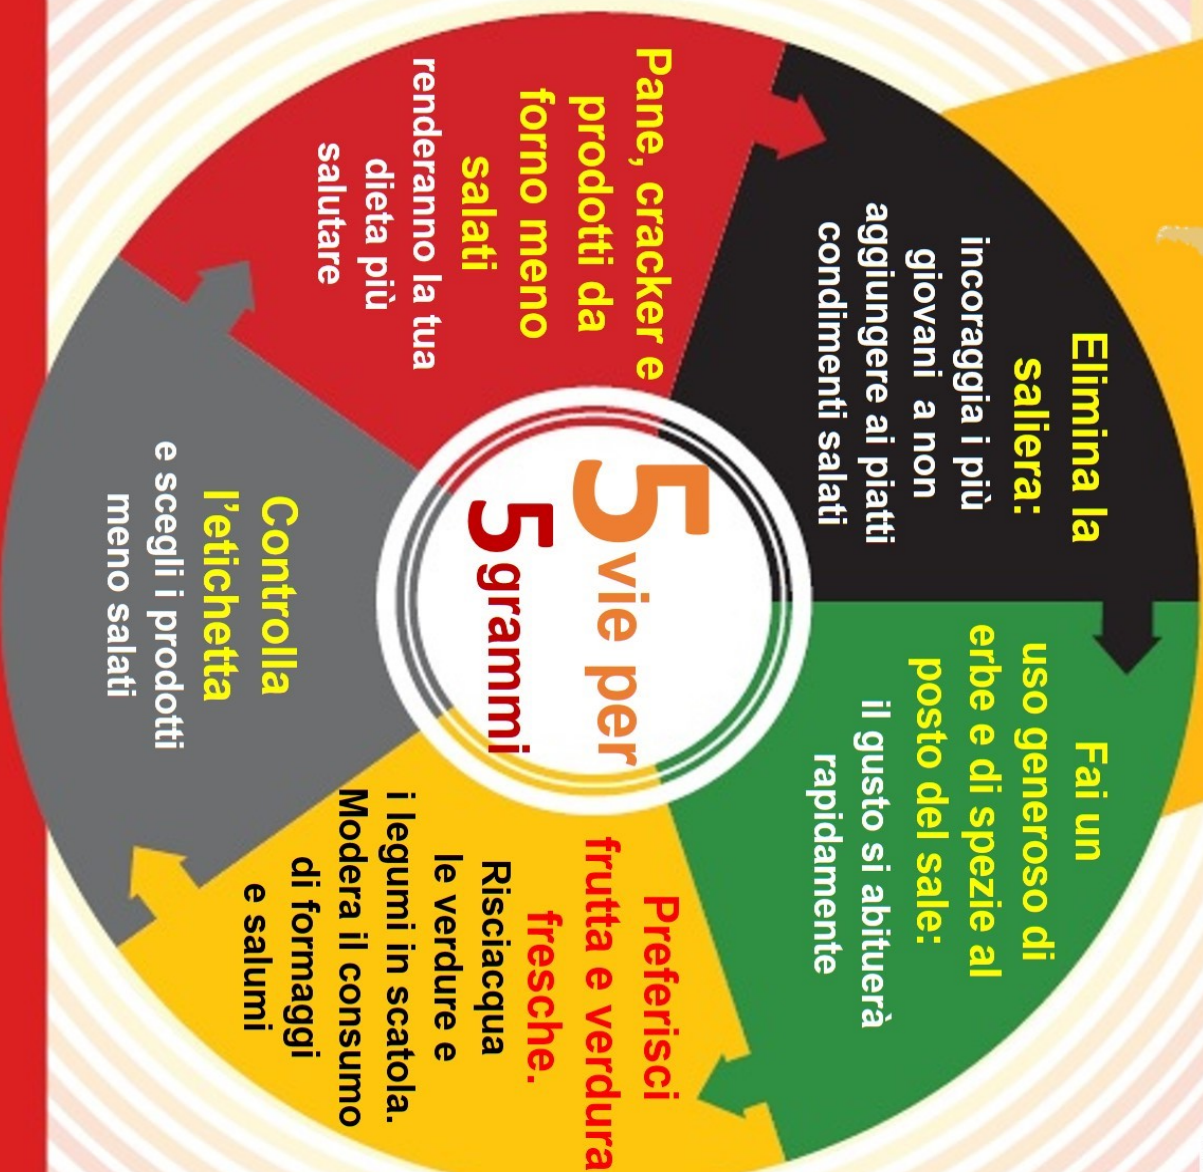 5 vie per
5 grammi
Elimina la
saliera:
incoraggia i più
giovani a non
aggiungere ai piatti
condimenti salati
Fai un
uso generoso di
erbe e di spezie al
posto del sale:
il gusto si abituerà
rapidamente
Preferisci
frutta e verdura
fresche.
Risciacqua
le verdure e
i legumi in scatola.
Modera il consumo
di formaggi
e salumi
Controlla
l'etichetta
e scegli i prodotti
meno salati
Pane, cracker e
prodotti da
forno meno
salati
renderanno la tua
dieta più
salutare